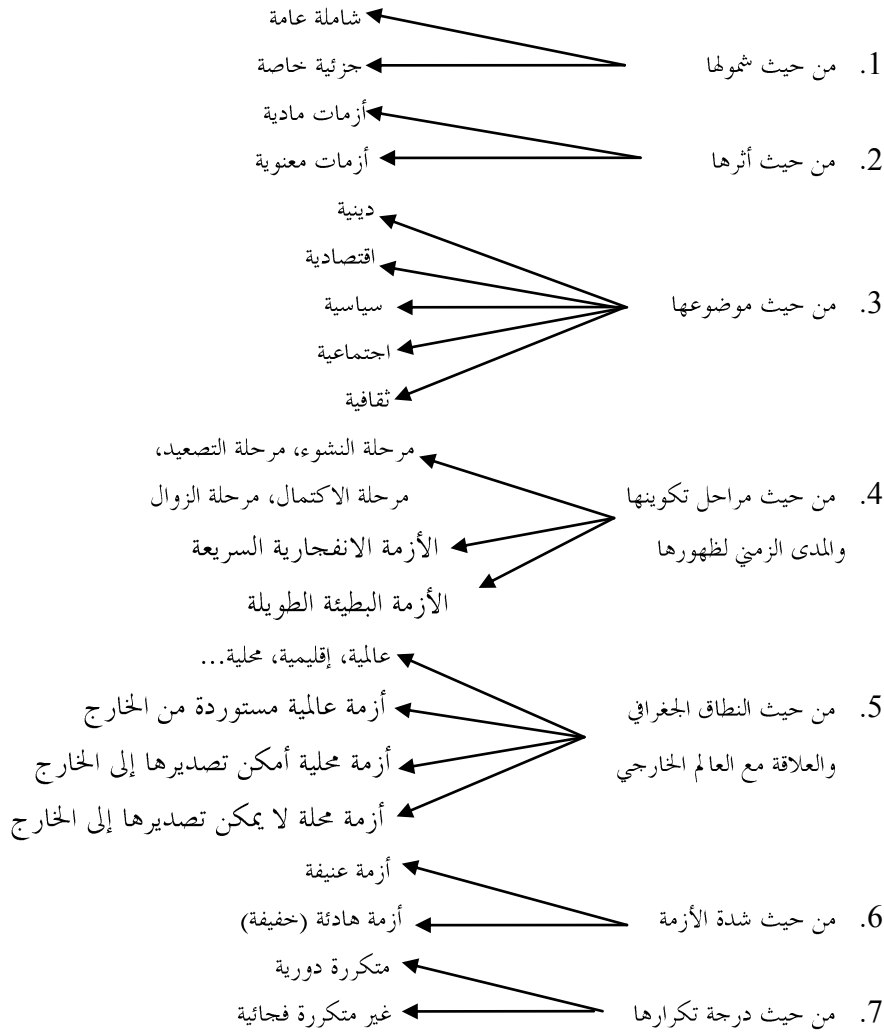 شاملة عامة
1. من حيث شمولها
جزئية خاصة
أزمات مادية
2. من حيث أثرها
أزمات معنوية
دينية
اقتصادية
3. من حيث موضوعها
سياسية
اجتماعية
ثقافية
مرحلة النشوء، مرحلة التصعيد،
4. من حيث مراحل تكوينها
مرحلة الاكتمال، مرحلة الزوال
والمدى الزمني لظهورها
الأزمة الانفجارية السريعة
الأزمة البطيئة الطويلة
عالمية، إقليمية، محلية...
5. من حيث النطاق الجغرافي
أزمة عالمية مستوردة من الخارج
والعلاقة مع العالم الخارجي
أزمة محلية أمكن تصديرها إلى الخارج
أزمة محلة لا يمكن تصديرها إلى الخارج
أزمة عنيفة
6. من حيث شدة الأزمة
أزمة هادئة (خفيفة)
متكررة دورية
7. من حيث درجة تكرارها
غير متكررة فجائية